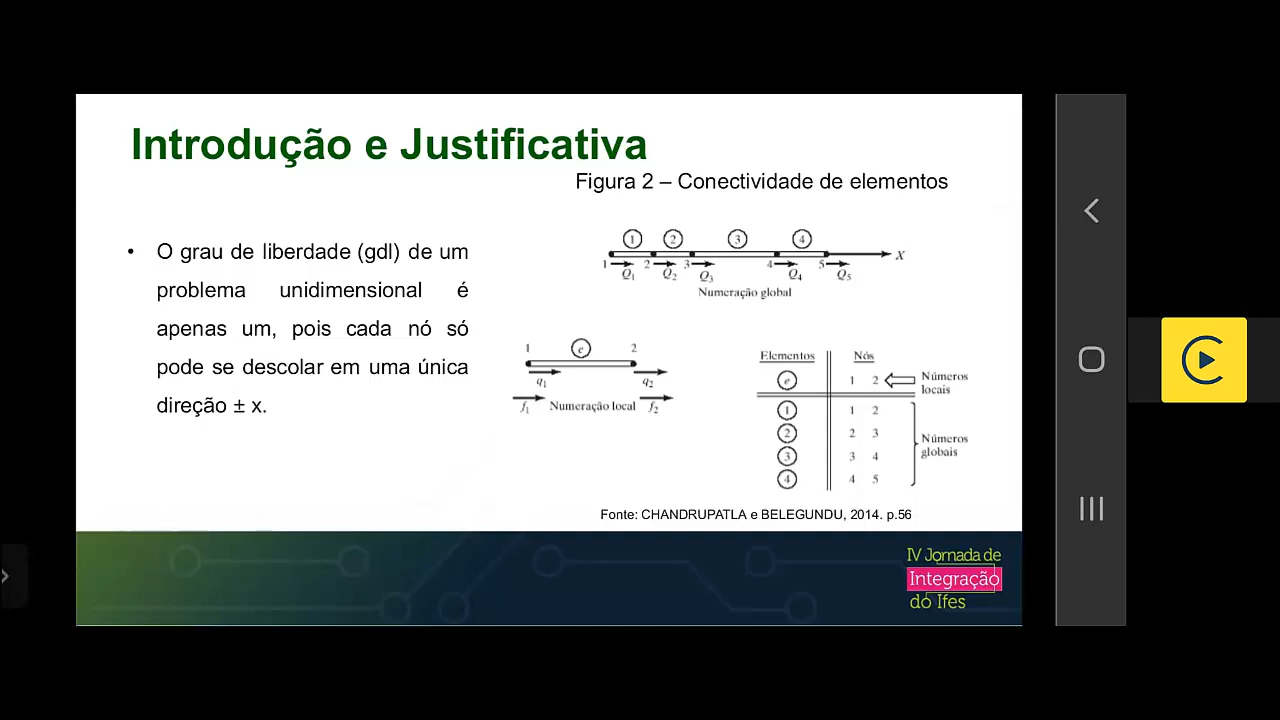 Introdução e Justificativa
Figura 2 – Conectividade de elementos
• O grau de liberdade (gdl) de um
problema unidimensional é
apenas um, pois cada nó só
pode se descolar em uma única
direção ± x.
1 2 3 4
X
1 2 3 4 5
Q1 Q2 Q3 Q4 Q5
Numeração global
1 e 2
q1 q2
f1 Numeração local f2
Elementos Nós
e 1 2 Números
locais
1 1 2
2 2 3
3 3 4
4 4 5
Números
globais
Fonte: CHANDRUPATLA e BELEGUNDU, 2014. p.56
IV Jornada de
Integração
do Ifes